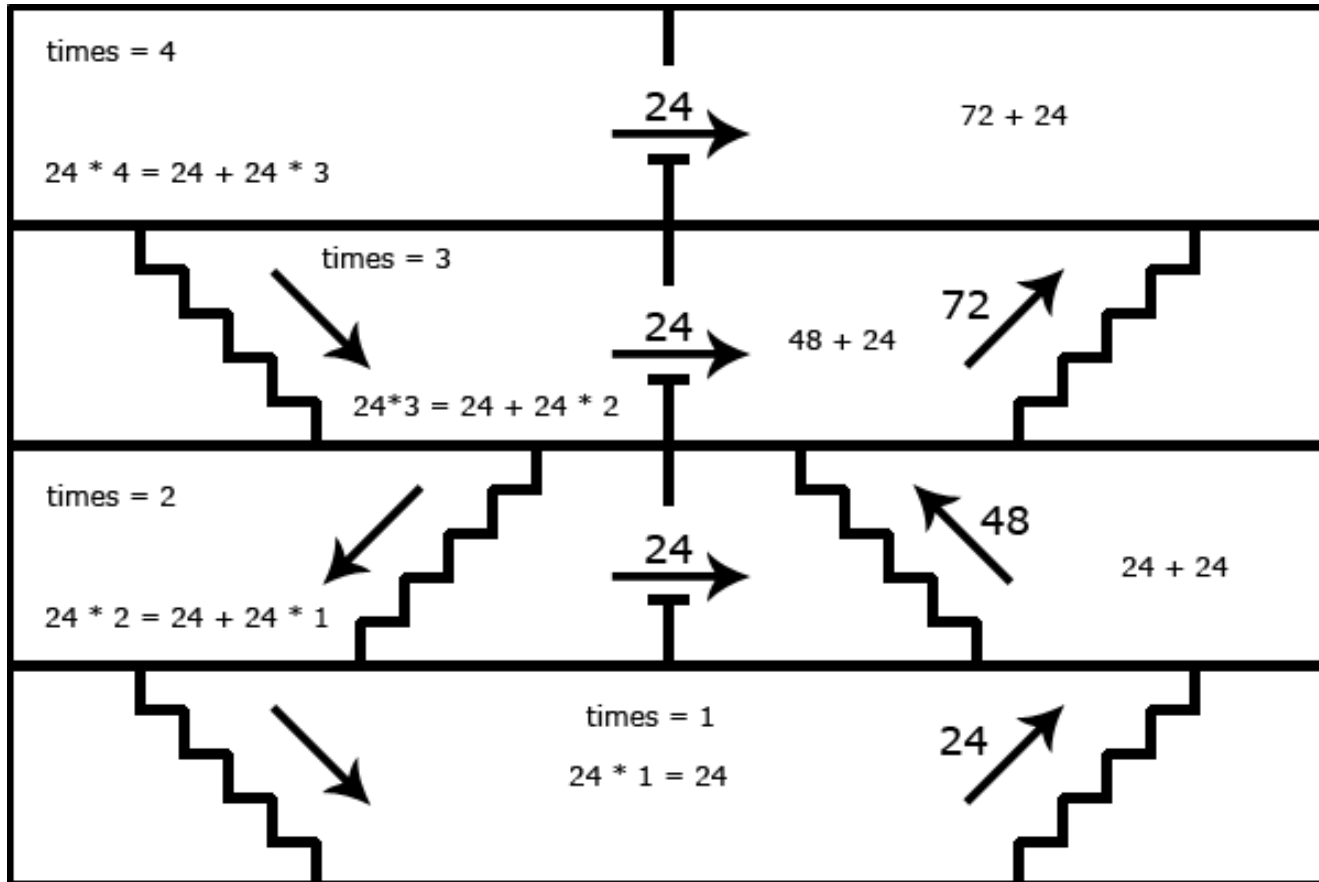 times = 4
24
72 + 24
24 * 4 = 24 + 24 * 3
times = 3
72
24
48 + 24
24*3 = 24 + 24 * 2
times = 2
48
24
24 + 24
24 * 2 = 24 + 24 * 1
times = 1
24
24 * 1 = 24